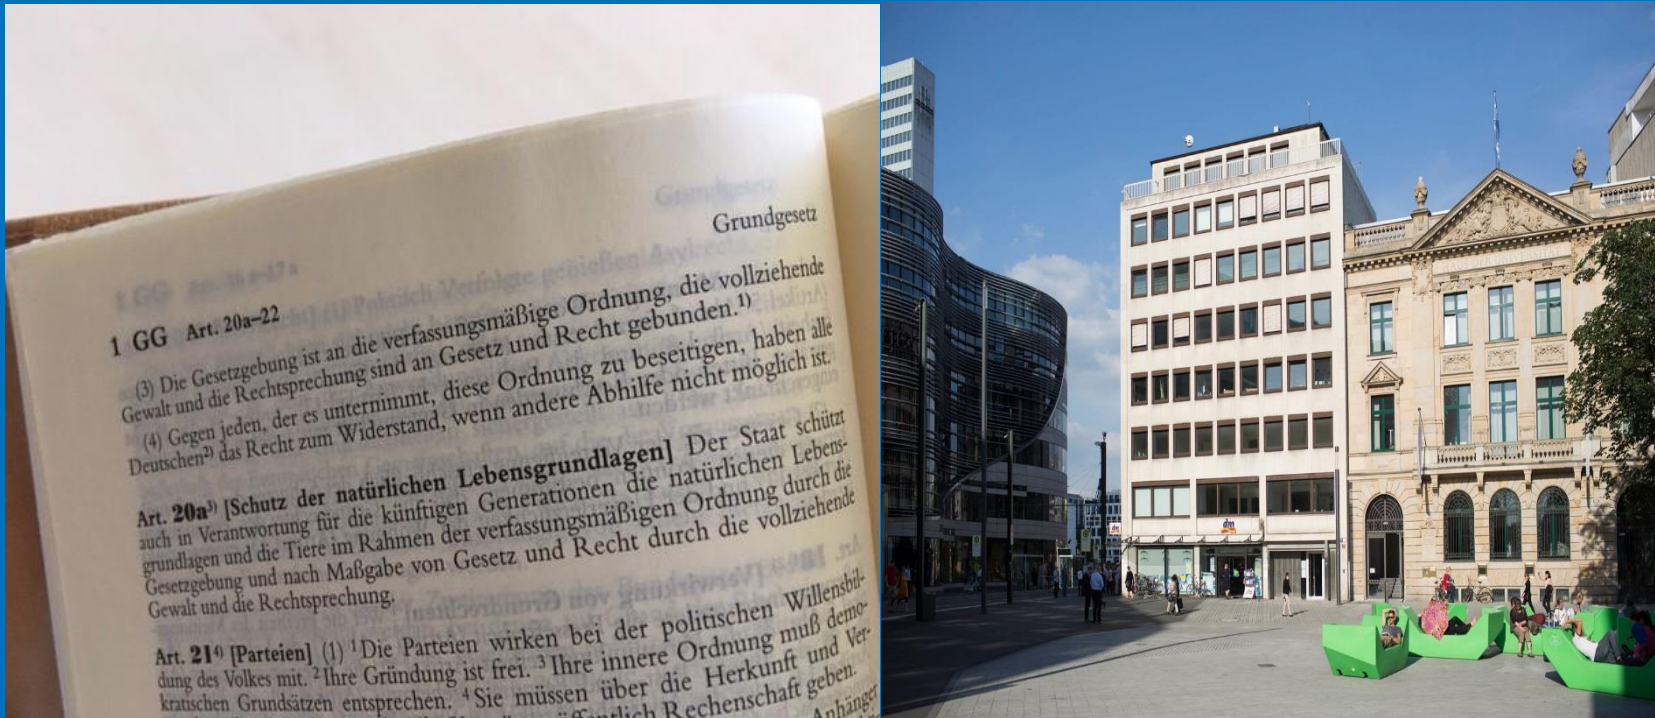 Grundgesetz
1 GG Art. 20a–22
(3) Die Gesetzgebung ist an die verfassungsmäßige Ordnung, die vollziehende
Gewalt und die Rechtsprechung sind an Gesetz und Recht gebunden.1)
(4) Gegen jeden, der es unternimmt, diese Ordnung zu beseitigen, haben alle
Deutschen2) das Recht zum Widerstand, wenn andere Abhilfe nicht möglich ist.
Art. 20a3) [Schutz der natürlichen Lebensgrundlagen] Der Staat schützt
auch in Verantwortung für die künftigen Generationen die natürlichen Lebens-
grundlagen und die Tiere im Rahmen der verfassungsmäßigen Ordnung durch die
Gesetzgebung und nach Maßgabe von Gesetz und Recht durch die vollziehende
Gewalt und die Rechtsprechung.
Art. 214) [Parteien] (1) 1Die Parteien wirken bei der politischen Willensbil-
dung des Volkes mit. 2Ihre Gründung ist frei. 3Ihre innere Ordnung muß demo-
kratischen Grundsätzen entsprechen. 4Sie müssen über die Herkunft und Ver-
öffentlich Rechenschaft geben.
Anhänger
dm